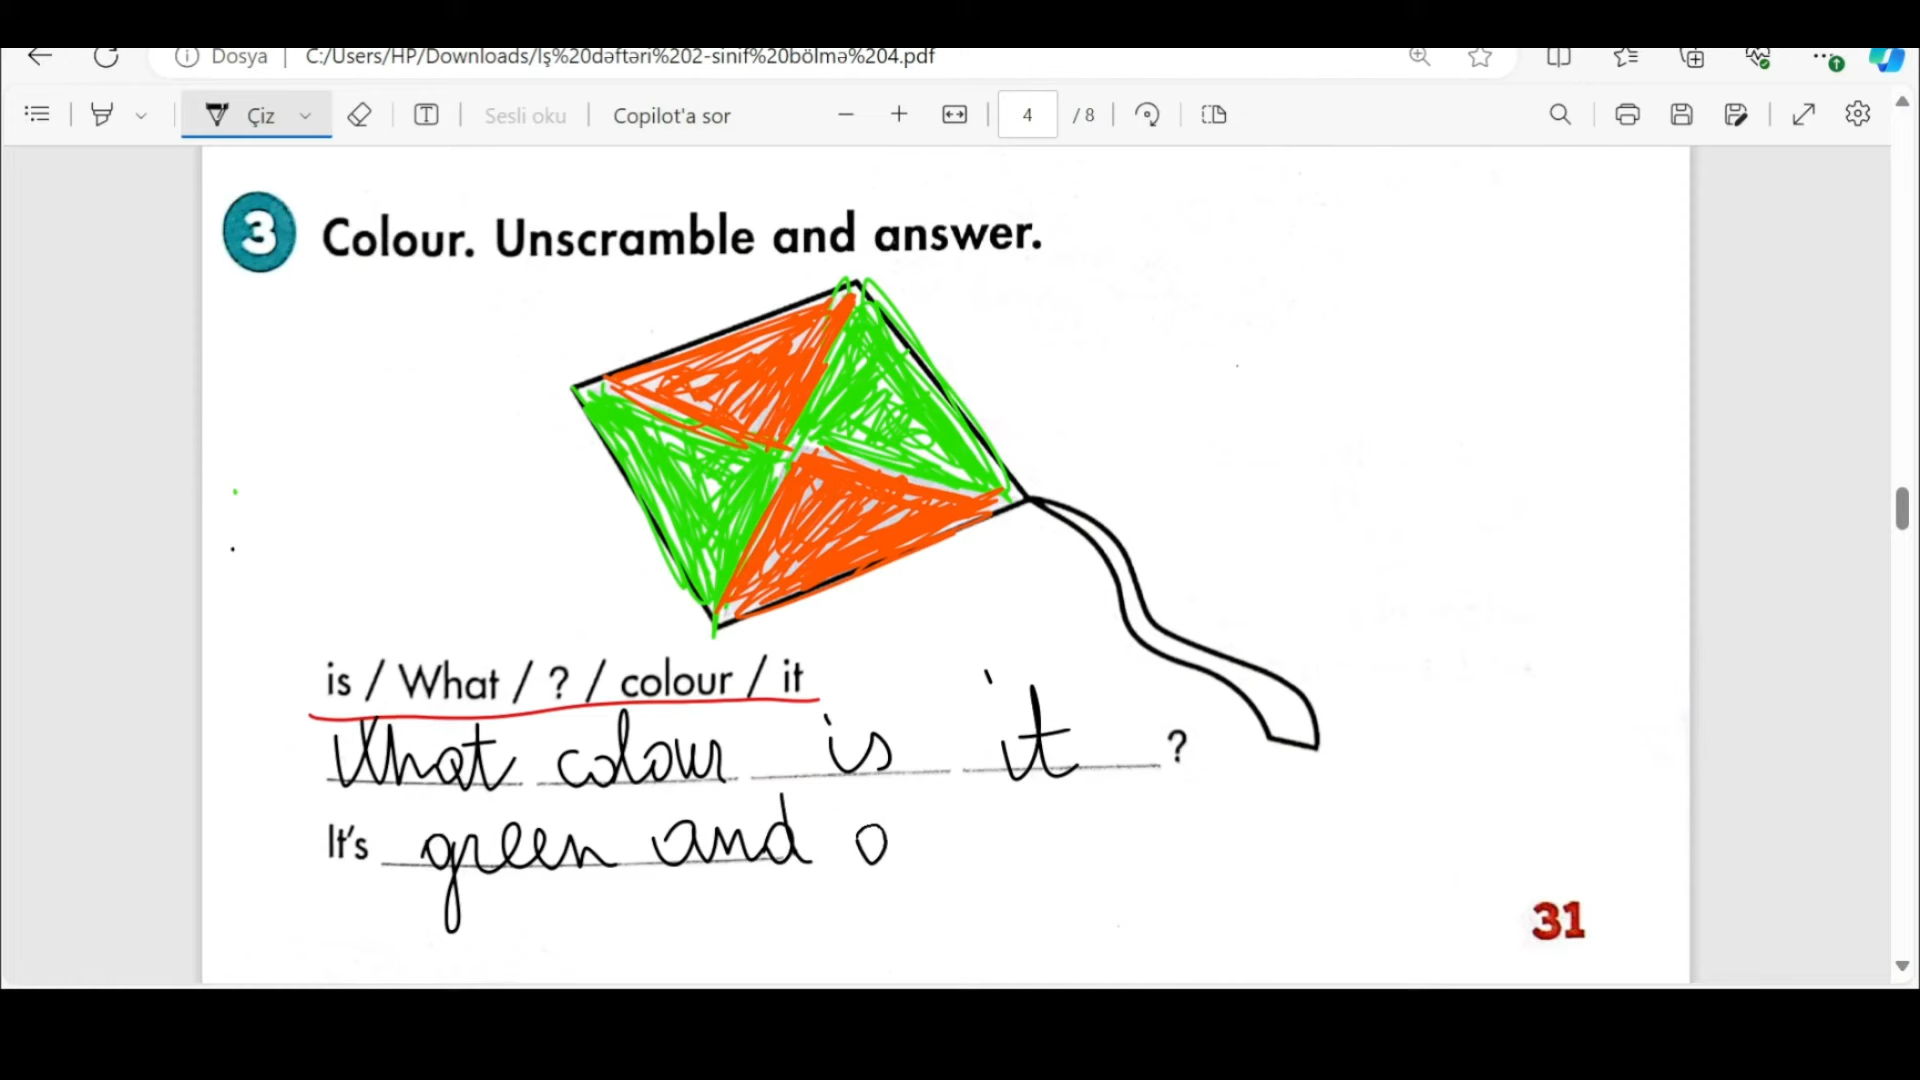 Dosya | C:/Users/HP/Downloads/İş%20dəftəri%202-sinif%20bölmə%204.pdf
Çiz Sesli oku Copilot'a sor 4 / 8
3 Colour. Unscramble and answer.
is / What / ? / colour / it
What colour is it ?
It's green and o
31